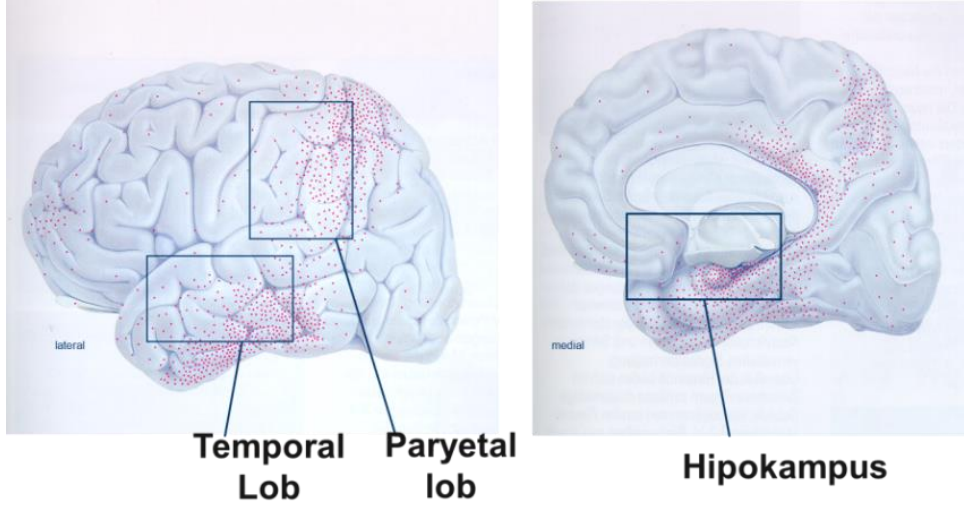 lateral
medial
Temporal
Lob
Paryetal
lob
Hipokampus